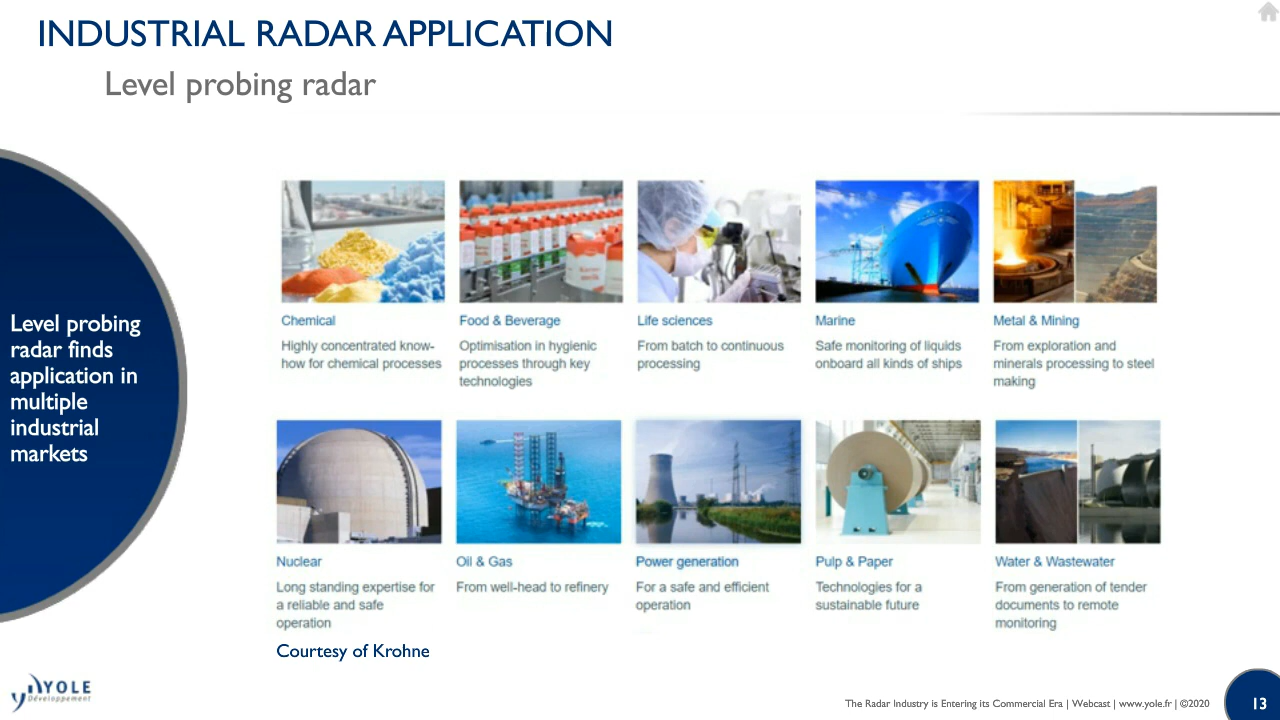 INDUSTRIAL RADAR APPLICATION
Level probing radar
Level probing
radar finds
application in
multiple
industrial
markets
Chemical
Highly concentrated know-
how for chemical processes
Food & Beverage
Optimisation in hygienic
processes through key
technologies
Life sciences
From batch to continuous
processing
Marine
Safe monitoring of liquids
onboard all kinds of ships
Metal & Mining
From exploration and
minerals processing to steel
making
Nuclear
Long standing expertise for
a reliable and safe
operation
Oil & Gas
From well-head to refinery
Power generation
For a safe and efficient
operation
Pulp & Paper
Technologies for a
sustainable future
Water & Wastewater
From generation of tender
documents to remote
monitoring
Courtesy of Krohne
YOLE
Développement
The Radar Industry is Entering its Commercial Era | Webcast | www.yole.fr | ©2020
13